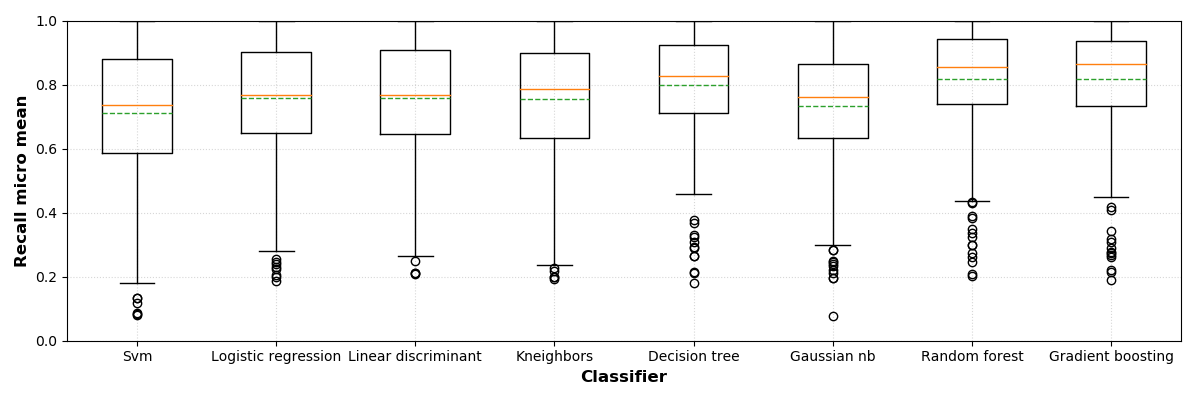 Recall micro mean
1.0
0.8
0.6
0.4
0.2
0.0
Svm Logistic regression Linear discriminant Kneighbors Decision tree Gaussian nb Random forest Gradient boosting
Classifier